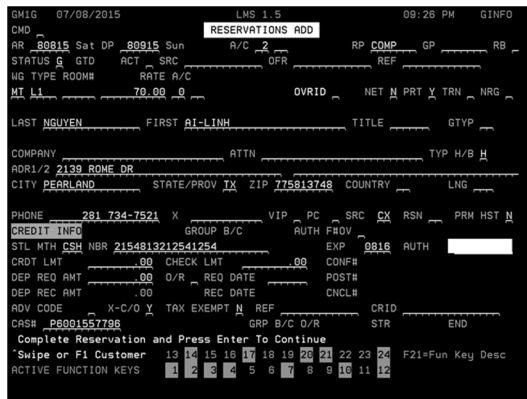 GM1G 07/08/2015 LMS 1.5 09:26 PM GINFO
CMD RESERVATIONS ADD
AR 80815 Sat DP 80915 Sun A/C 2 RP COMP GP RB
STATUS G GTD ACT SRC OFR REF
WG TYPE ROOM# RATE A/C
MT L1 70.00 0 OVRID NET N PRT Y TRN NRG
LAST NGUYEN FIRST AI-LINH TITLE GTYP
COMPANY ATTN TYP H/B H
ADR1/2 2139 ROME DR
CITY PEARLAND STATE/PROV TX ZIP 775813748 COUNTRY LNG
PHONE 281 734-7521 X VIP PC SRC CX RSN PRM HST N
CREDIT INFO GROUP B/C AUTH F#OV
STL MTH CSH NBR 2154813212541254 EXP 0816 AUTH
CRDT LMT .00 CHECK LMT .00 CONF#
DEP REQ AMT .00 O/R REQ DATE POST#
DEP REC AMT .00 REC DATE CNCL#
ADV CODE X-C/O Y TAX EXEMPT N REF CRID
CAS# P6001557796 GRP B/C O/R STR END
Complete Reservation and Press Enter To Continue
^Swipe or F1 Customer 13 14 15 16 17 18 19 20 21 22 23 24 F21=Fun Key Desc
ACTIVE FUNCTION KEYS 1 2 3 4 5 6 7 8 9 10 11 12